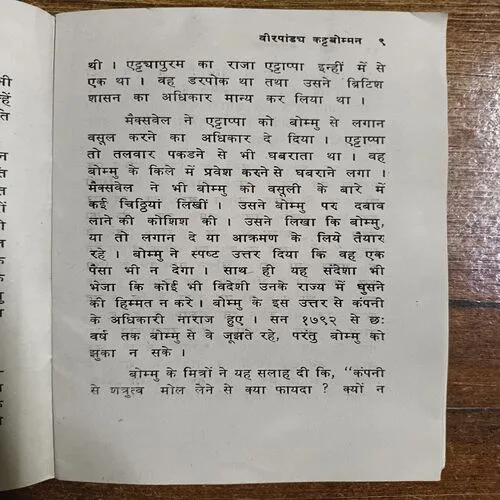 वीरपांड्य कट्टबोम्मन ९
थी । एट्टयापुरम का राजा एट्टाप्पा इन्हीं में से
एक था । वह डरपोक था तथा उसने ब्रिटिश
शासन का अधिकार मान्य कर लिया था ।
मैक्सवेल ने एट्टाप्पा को बोम्मु से लगान
वसूल करने का अधिकार दे दिया । एट्टाप्पा
तो तलवार पकडने से भी घबराता था । वह
बोम्मु के किले में प्रवेश करने से घबराने लगा ।
मैक्सवेल ने भी बोम्मु को वसूली के बारे में
कई चिठ्ठियां लिखीं । उसने बोम्मु पर दबाव
लाने की कोशिश की । उसने लिखा कि बोम्मु,
या तो लगान दे या आक्रमण के लिये तैयार
रहे । बोम्मु ने स्पष्ट उत्तर दिया कि वह एक
पैसा भी न देगा । साथ ही यह संदेशा भी
भेजा कि कोई भी विदेशी उनके राज्य में घुसने
की हिम्मत न करे । बोम्मु के इस उत्तर से कंपनी
के अधिकारी नाराज हुए । सन १७९२ से छः
वर्ष तक बोम्मु से वे जूझते रहे, परंतु बोम्मु को
झुका न सके ।
बोम्मु के मित्रों ने यह सलाह दी कि, “कंपनी
से शत्रुत्व मोल लेने से क्या फायदा ? क्यों न